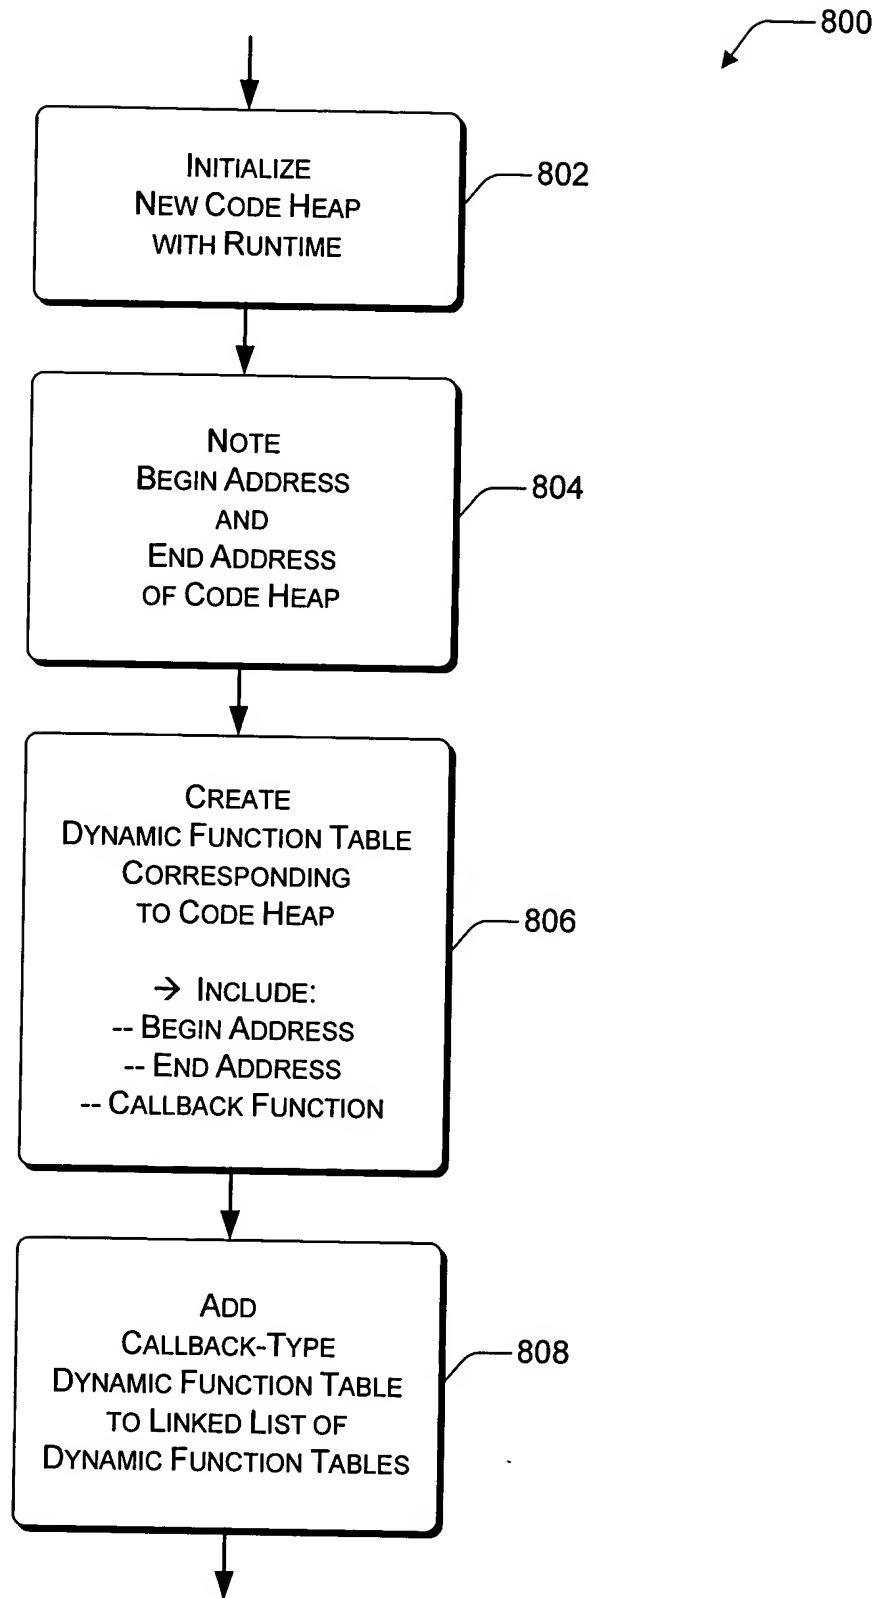 800
INITIALIZE
NEW CODE HEAP
WITH RUNTIME
802
NOTE
BEGIN ADDRESS
AND
END ADDRESS
OF CODE HEAP
804
CREATE
DYNAMIC FUNCTION TABLE
CORRESPONDING
TO CODE HEAP
→ INCLUDE:
-- BEGIN ADDRESS
-- END ADDRESS
-- CALLBACK FUNCTION
806
ADD
CALLBACK-TYPE
DYNAMIC FUNCTION TABLE
TO LINKED LIST OF
DYNAMIC FUNCTION TABLES
808